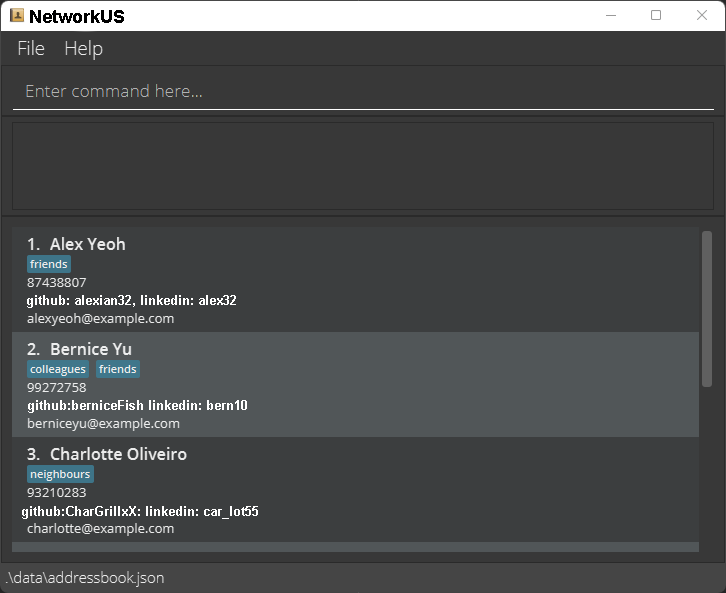 NetworkUS
File Help
Enter command here...
1. Alex Yeoh
friends
87438807
github: alexian32, linkedin: alex32
alexyeoh@example.com
2. Bernice Yu
colleagues friends
99272758
github:berniceFish linkedin: bern10
berniceyu@example.com
3. Charlotte Oliveiro
neighbours
93210283
github:CharGrillxX: linkedin: car_lot55
charlotte@example.com
.\data\addressbook.json